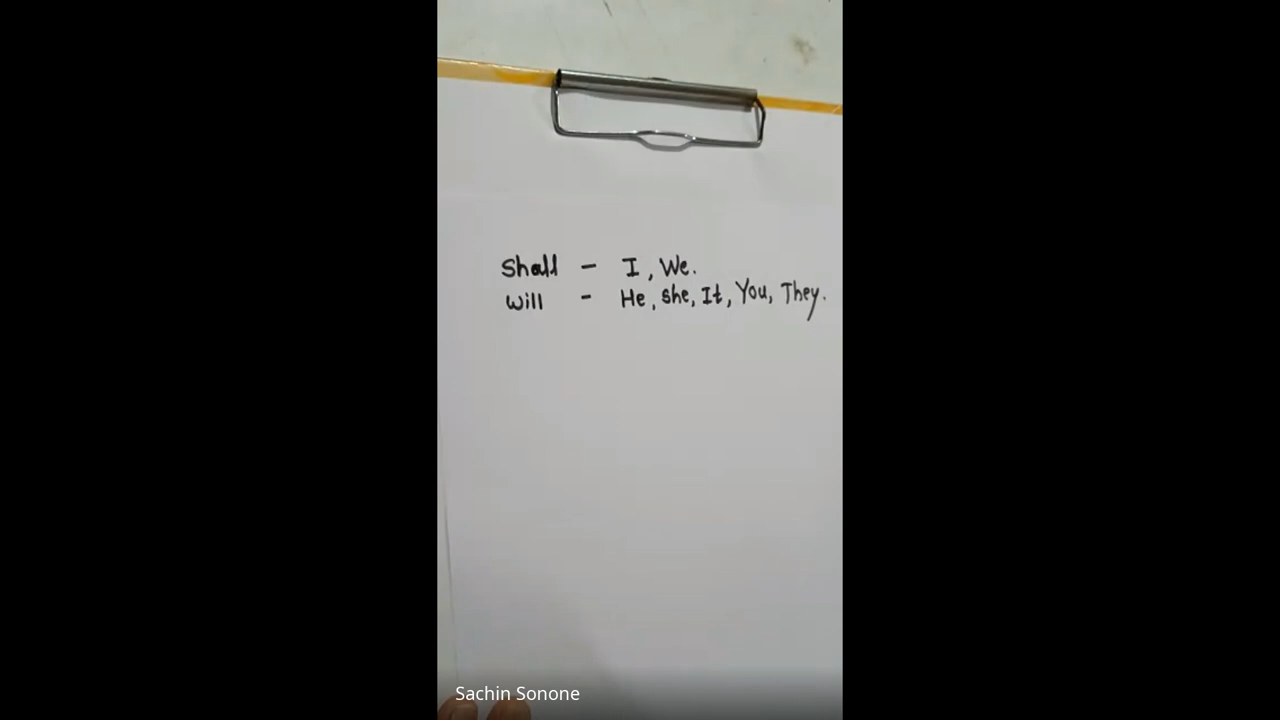 Shall - I, We.
Will - He, She, It, You, They.
Sachin Sonone